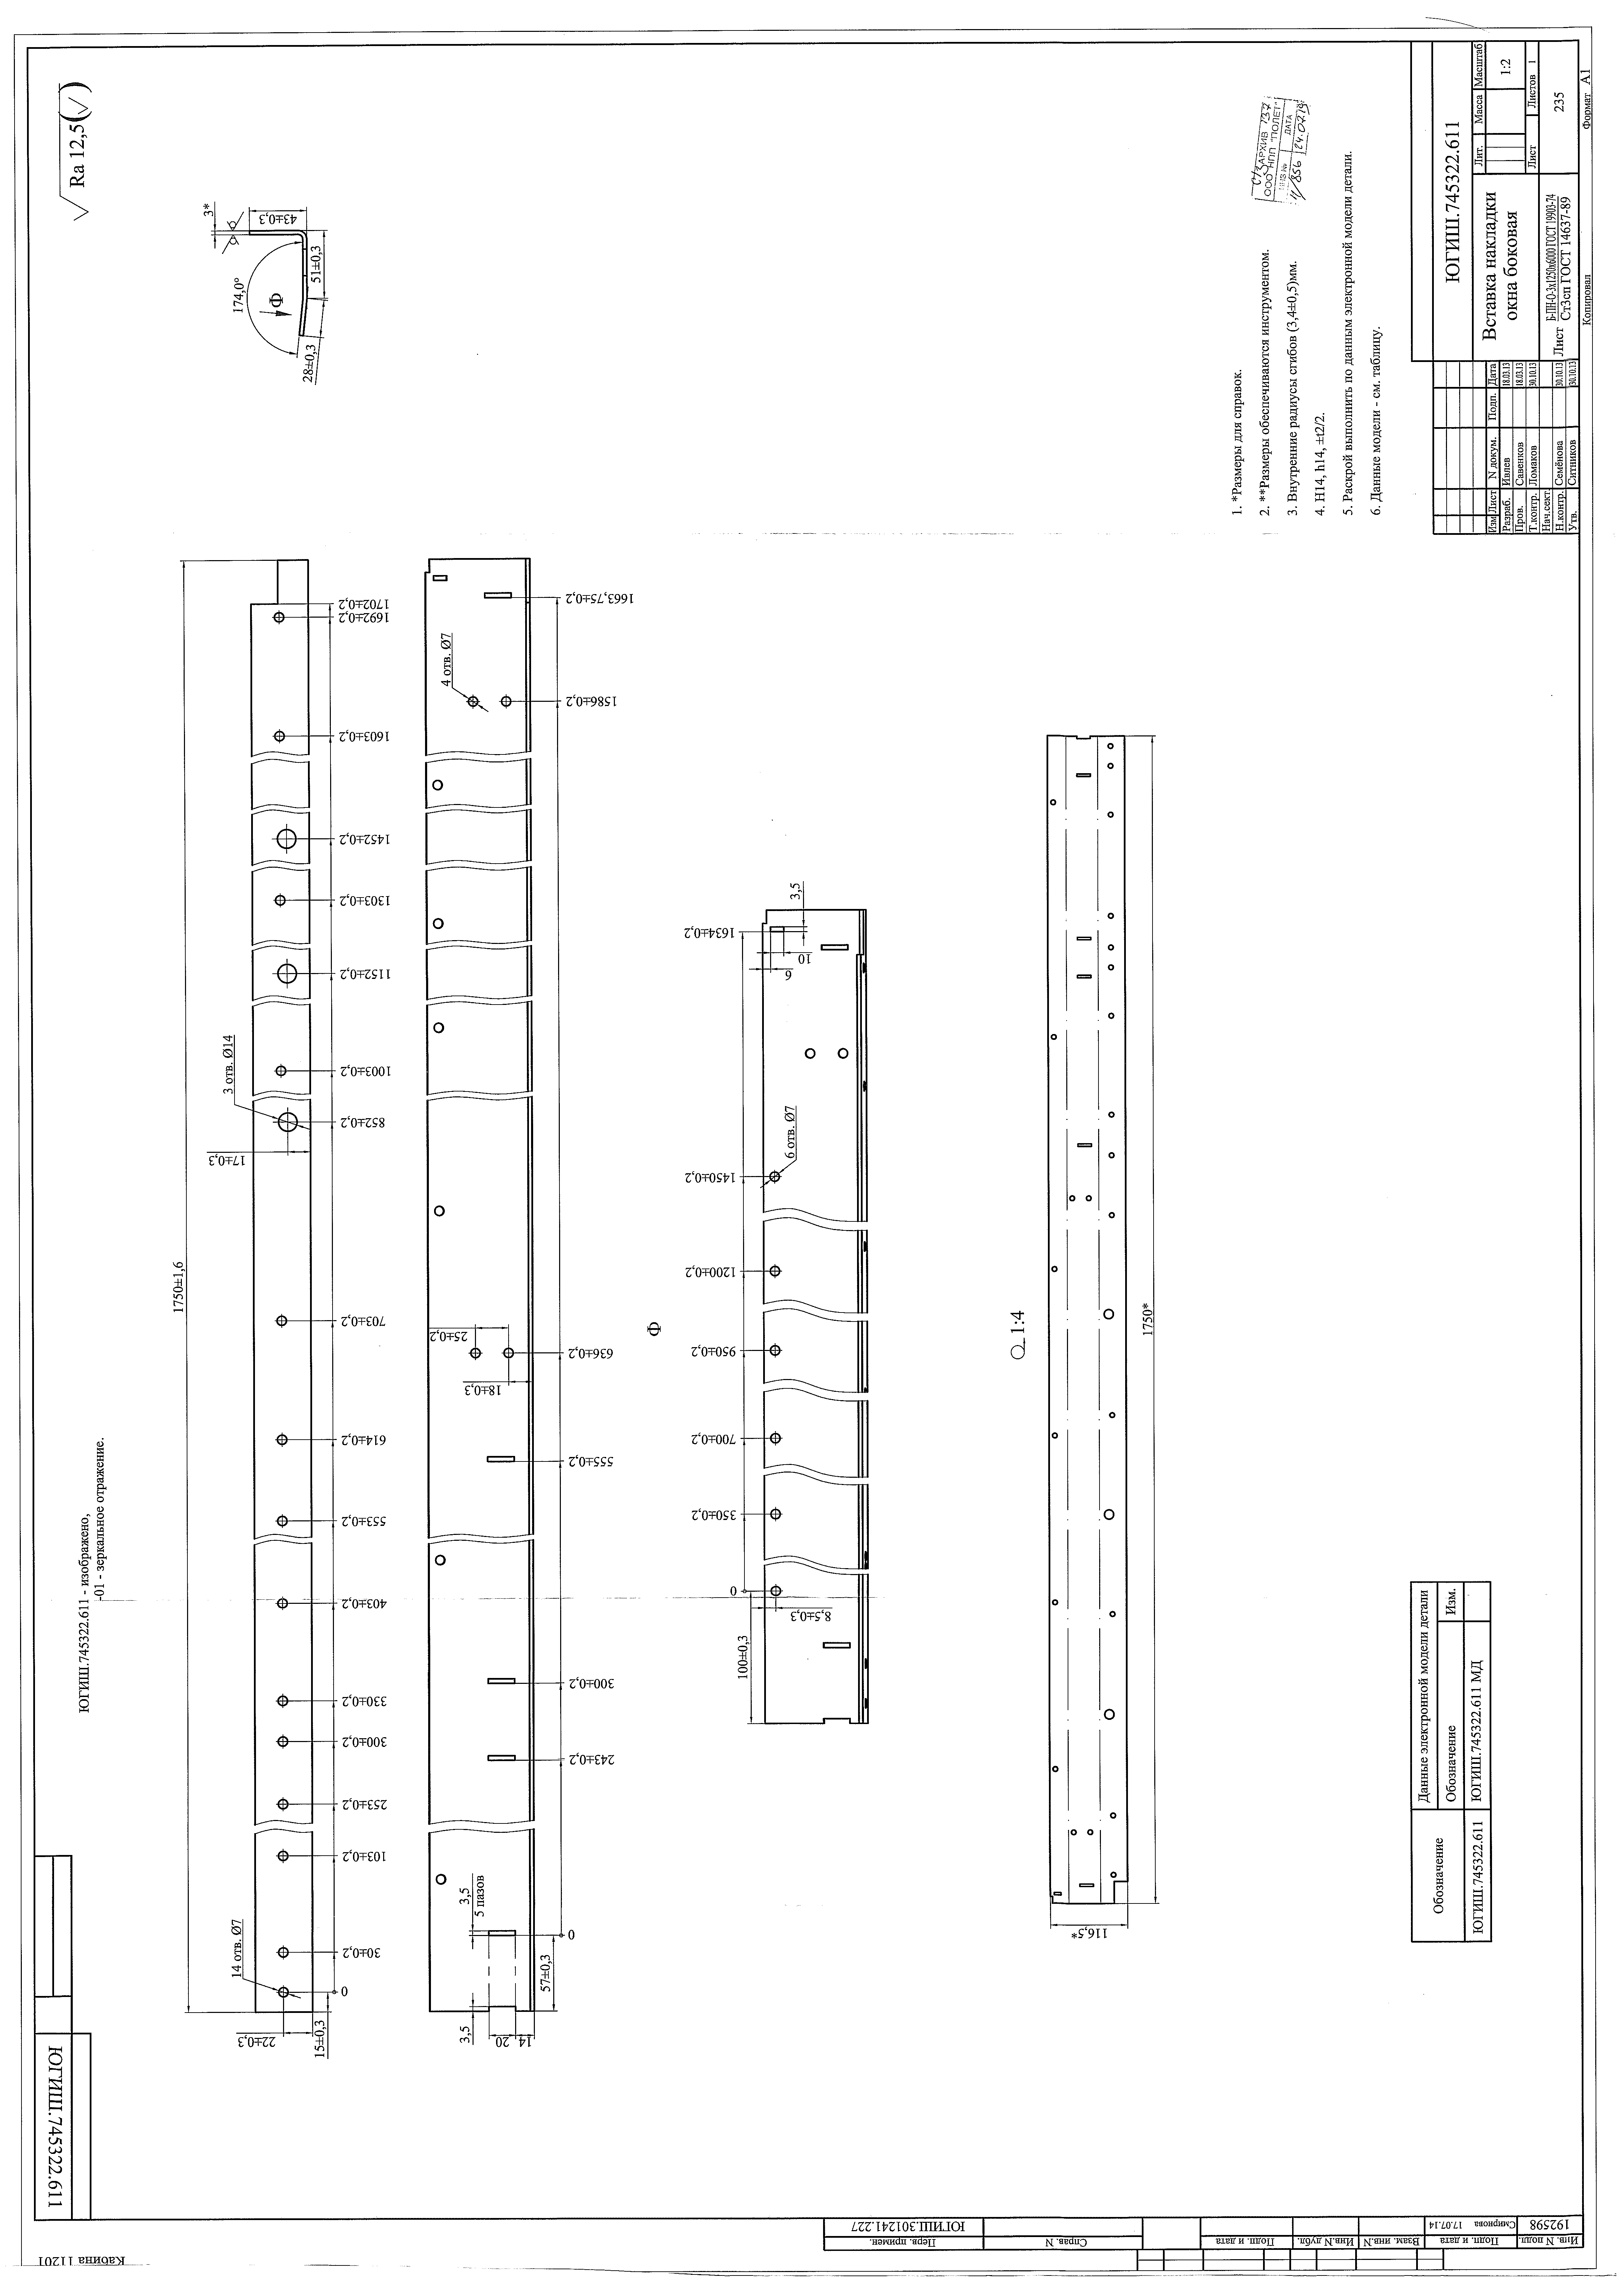 Кабина 11201
ЮГИШ.745322.611
ЮГИШ.745322.611 - изображено,
-01 - зеркальное отражение.
Ra 12,5
1750±1,6
3 отв. Ø14
17±0,3
14 отв. Ø7
22±0,3
15±0,3
0
30±0,2
103±0,2
253±0,2
300±0,2
330±0,2
403±0,2
553±0,2
614±0,2
703±0,2
852±0,2
1003±0,2
1152±0,2
1303±0,2
1452±0,2
1603±0,2
1692±0,2
1702±0,2
3*
43±0,3
174,0°
Ф
51±0,3
28±0,3
4 отв. Ø7
25±0,2
18±0,3
3,5
5 пазов
3,5
20
14
57±0,3
0
243±0,2
300±0,2
555±0,2
636±0,2
1586±0,2
1663,75±0,2
Ф
100±0,3
8,5±0,3
0
350±0,2
700±0,2
950±0,2
1200±0,2
1450±0,2
1634±0,2
6 отв. Ø7
3,5
10
6
1:4
1750*
116,5*
1. *Размеры для справок.
2. **Размеры обеспечиваются инструментом.
3. Внутренние радиусы сгибов (3,4±0,5)мм.
4. H14, h14, ±t2/2.
5. Раскрой выполнить по данным электронной модели детали.
6. Данные модели - см. таблицу.
АРХИВ 137
ООО НПП "ПОЛЕТ"
ИНВ № ДАТА
856 24.07.19
Обозначение
Данные электронной модели детали
Обозначение Изм.
ЮГИШ.745322.611 ЮГИШ.745322.611 МД
ЮГИШ.745322.611
Изм Лист N докум. Подп. Дата
Разраб. Ивлев 18.03.13
Пров. Савенков 18.03.13
Т.контр. Ломаков 30.10.13
Нач.сект.
Н.контр. Семёнова 30.10.13
Утв. Ситников 30.10.13
Вставка накладки
окна боковая
Лит. Масса Масштаб
1:2
Лист Листов 1
Лист Б-ПН-О-3х1250х6000 ГОСТ 19903-74
Ст3сп ГОСТ 14637-89
235
Копировал
Формат А1
Перв. примен.
ЮГИШ.301241.227
Справ. N
Подп. и дата
Инв.N дубл.
Взам. инв.N
Подп. и дата
Смирнова 17.07.14
Инв. N подл.
192598